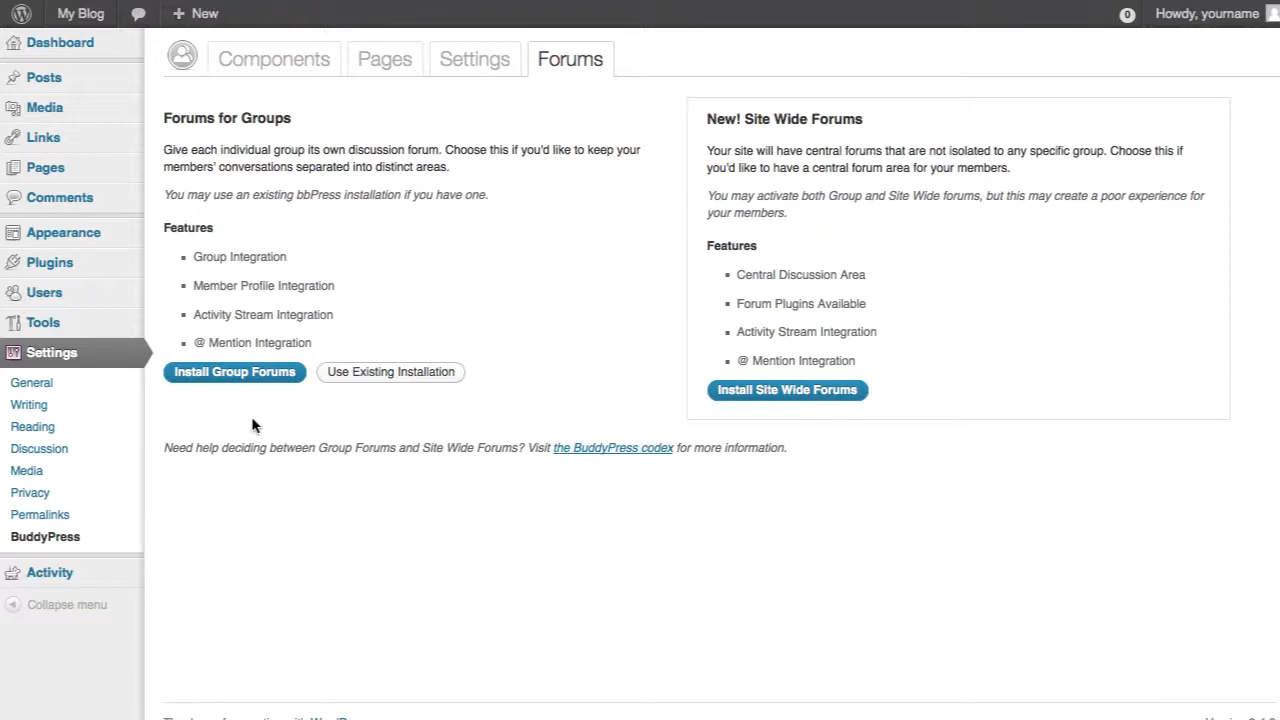 My Blog
New
0
Howdy, yourname
Dashboard
Posts
Media
Links
Pages
Comments
Appearance
Plugins
Users
Tools
Settings
General
Writing
Reading
Discussion
Media
Privacy
Permalinks
BuddyPress
Activity
Collapse menu
Components
Pages
Settings
Forums
Forums for Groups
Give each individual group its own discussion forum. Choose this if you'd like to keep your
members' conversations separated into distinct areas.
You may use an existing bbPress installation if you have one.
Features
Group Integration
Member Profile Integration
Activity Stream Integration
@ Mention Integration
Install Group Forums
Use Existing Installation
New! Site Wide Forums
Your site will have central forums that are not isolated to any specific group. Choose this if
you'd like to have a central forum area for your members.
You may activate both Group and Site Wide forums, but this may create a poor experience for
your members.
Features
Central Discussion Area
Forum Plugins Available
Activity Stream Integration
@ Mention Integration
Install Site Wide Forums
Need help deciding between Group Forums and Site Wide Forums? Visit the BuddyPress codex for more information.